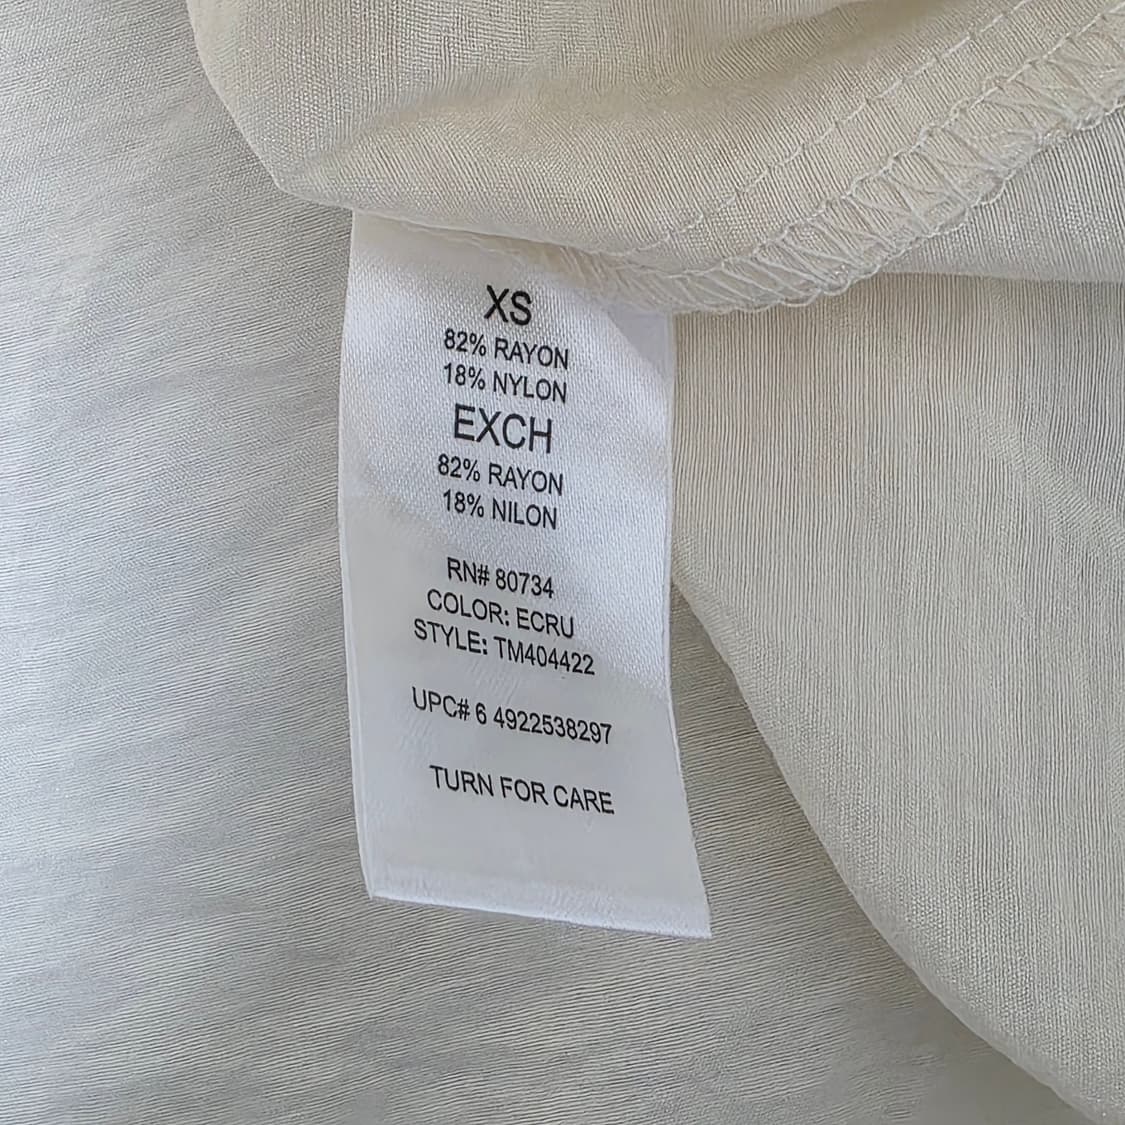 XS
82% RAYON
18% NYLON
EXCH
82% RAYON
18% NILON
RN# 80734
COLOR: ECRU
STYLE: TM404422
UPC# 6 4922538297
TURN FOR CARE